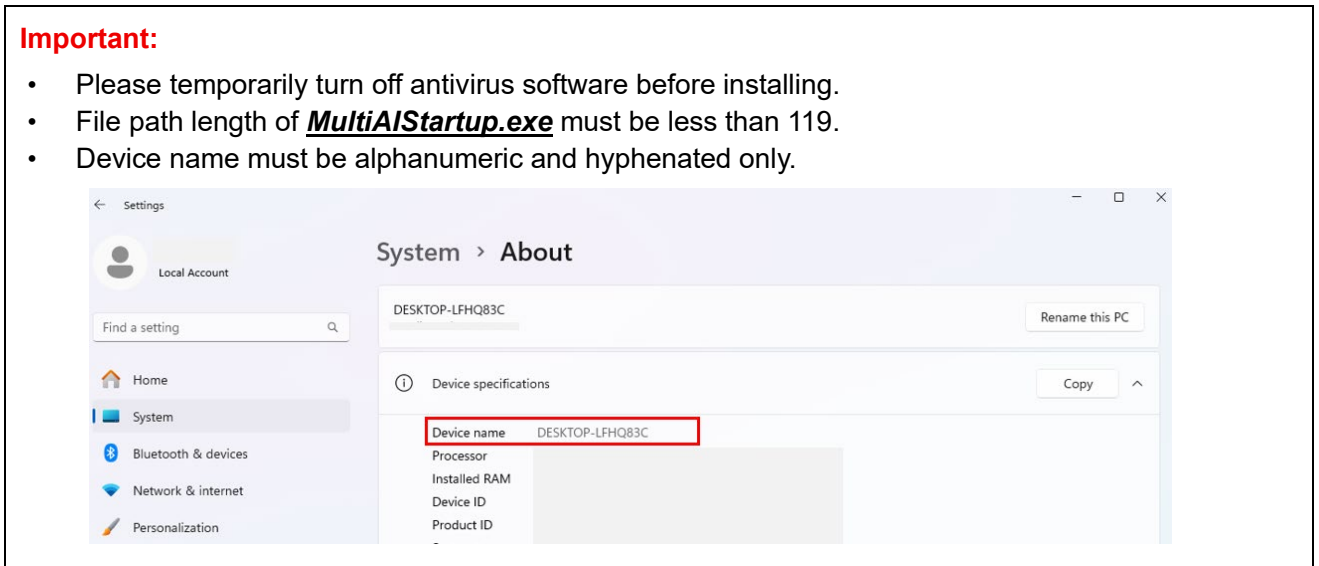 Important:
• Please temporarily turn off antivirus software before installing.
• File path length of MultiAIStartup.exe must be less than 119.
• Device name must be alphanumeric and hyphenated only.
← Settings
Local Account
System > About
Find a setting
DESKTOP-LFHQ83C
Rename this PC
Home
Device specifications
Copy
System
Device name DESKTOP-LFHQ83C
Bluetooth & devices
Processor
Installed RAM
Network & internet
Device ID
Personalization
Product ID